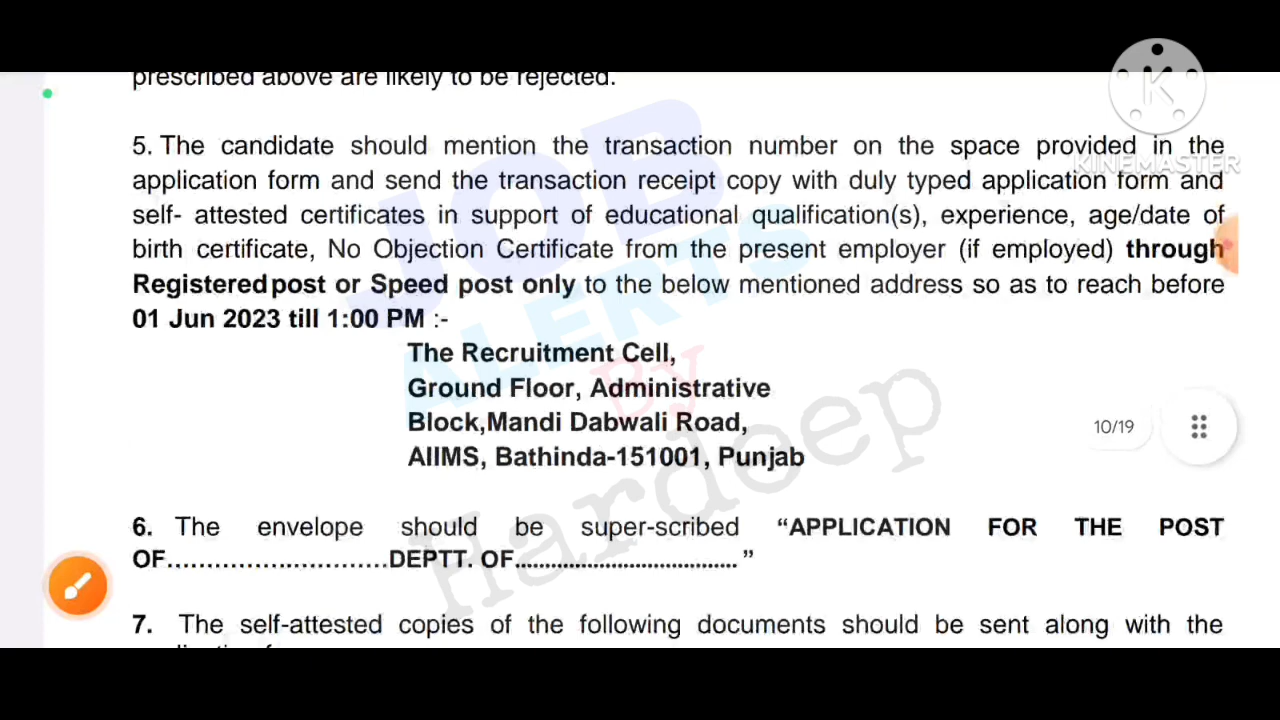 prescribed above are likely to be rejected.
K
KINEMASTER
5. The candidate should mention the transaction number on the space provided in the
application form and send the transaction receipt copy with duly typed application form and
self- attested certificates in support of educational qualification(s), experience, age/date of
birth certificate, No Objection Certificate from the present employer (if employed) through
Registered post or Speed post only to the below mentioned address so as to reach before
01 Jun 2023 till 1:00 PM :-
The Recruitment Cell,
Ground Floor, Administrative
Block,Mandi Dabwali Road,
AIIMS, Bathinda-151001, Punjab
10/19
JOB
ALERTS
By
Hardeep
6. The envelope should be super-scribed “APPLICATION FOR THE POST
OF……………..………..DEPTT. OF......................................”
7. The self-attested copies of the following documents should be sent along with the